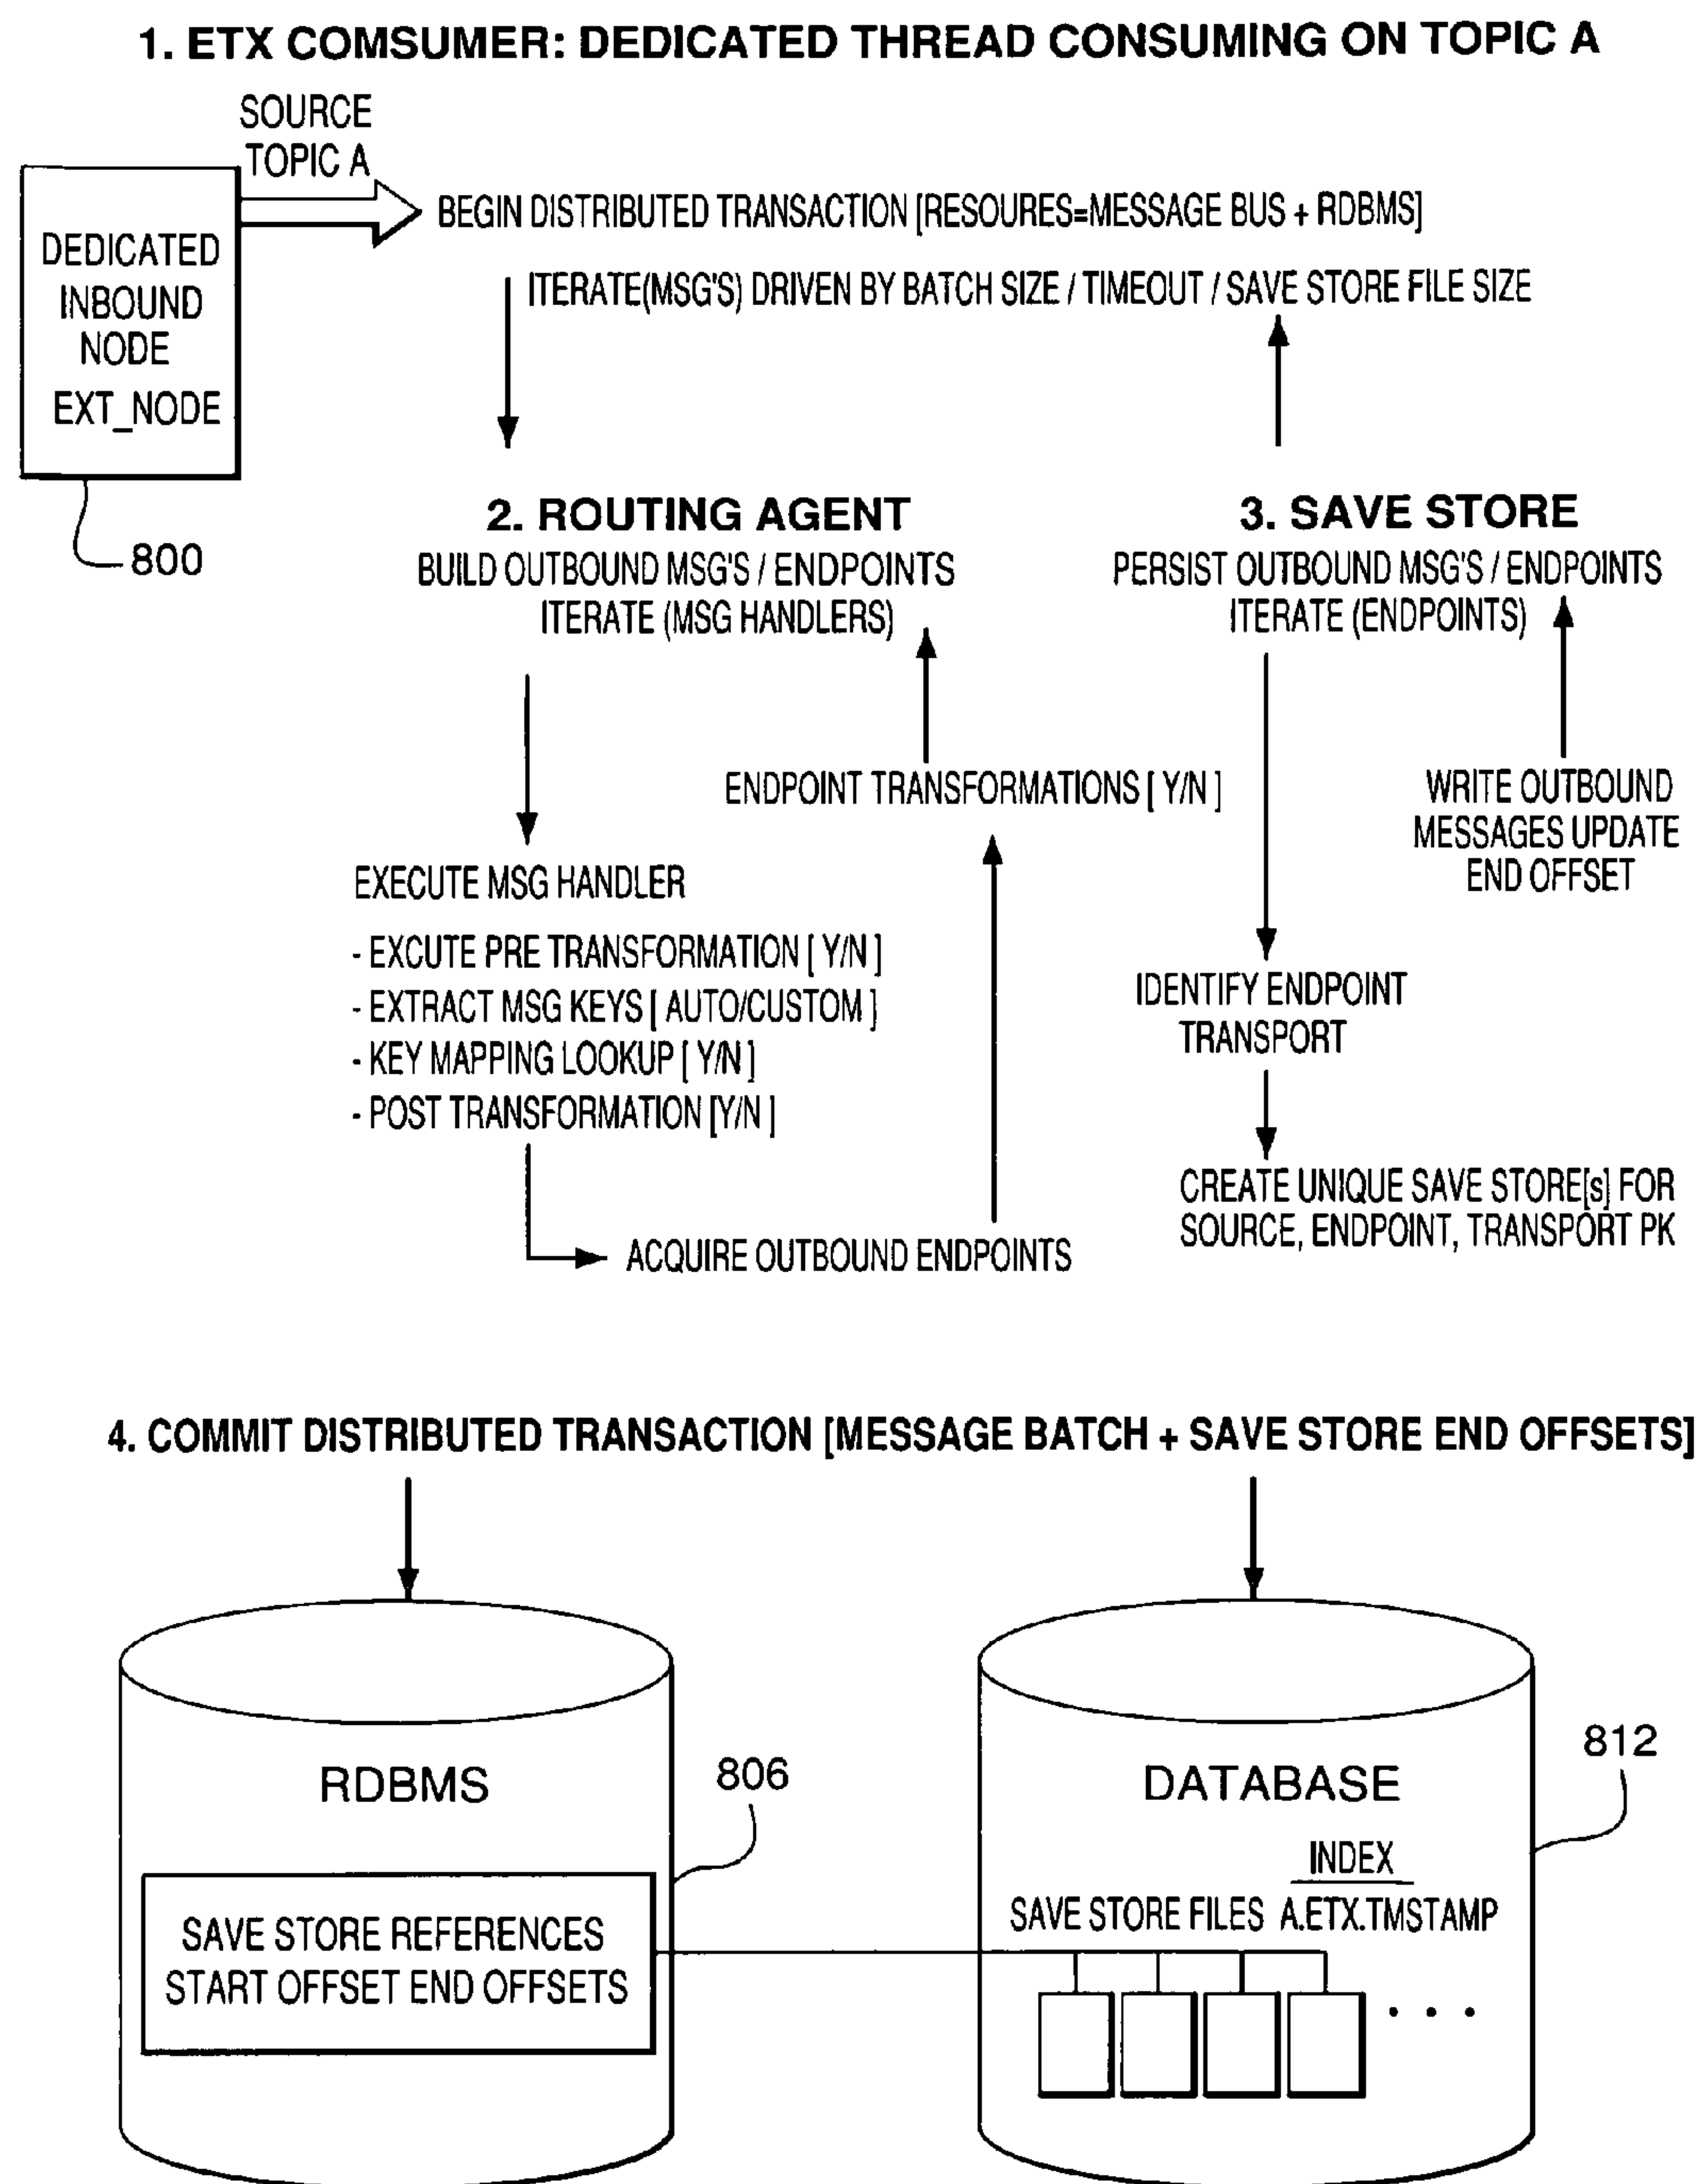 1. ETX COMSUMER: DEDICATED THREAD CONSUMING ON TOPIC A
SOURCE
TOPIC A
DEDICATED
INBOUND
NODE
EXT_NODE
800
BEGIN DISTRIBUTED TRANSACTION [RESOURES=MESSAGE BUS + RDBMS]
ITERATE(MSG'S) DRIVEN BY BATCH SIZE / TIMEOUT / SAVE STORE FILE SIZE
2. ROUTING AGENT
BUILD OUTBOUND MSG'S / ENDPOINTS
ITERATE (MSG HANDLERS)
ENDPOINT TRANSFORMATIONS [ Y/N ]
EXECUTE MSG HANDLER
- EXCUTE PRE TRANSFORMATION [ Y/N ]
- EXTRACT MSG KEYS [ AUTO/CUSTOM ]
- KEY MAPPING LOOKUP [ Y/N ]
- POST TRANSFORMATION [Y/N ]
ACQUIRE OUTBOUND ENDPOINTS
3. SAVE STORE
PERSIST OUTBOUND MSG'S / ENDPOINTS
ITERATE (ENDPOINTS)
WRITE OUTBOUND
MESSAGES UPDATE
END OFFSET
IDENTIFY ENDPOINT
TRANSPORT
CREATE UNIQUE SAVE STORE[s] FOR
SOURCE, ENDPOINT, TRANSPORT PK
4. COMMIT DISTRIBUTED TRANSACTION [MESSAGE BATCH + SAVE STORE END OFFSETS]
RDBMS
806
SAVE STORE REFERENCES
START OFFSET END OFFSETS
DATABASE
812
INDEX
SAVE STORE FILES A.ETX.TMSTAMP
. . .